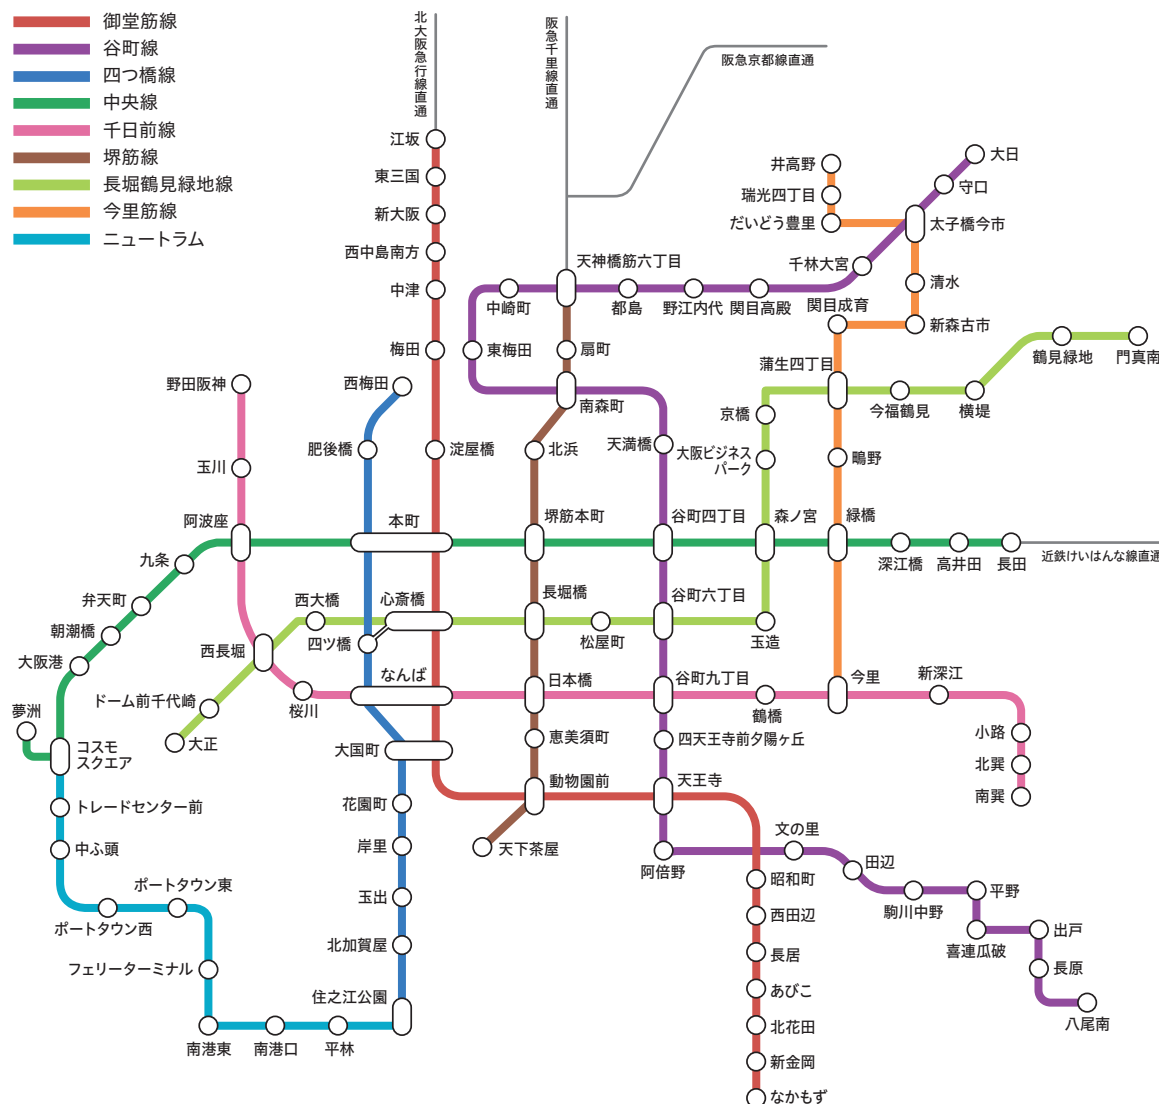 御堂筋線
谷町線
四つ橋線
中央線
千日前線
堺筋線
長堀鶴見緑地線
今里筋線
ニュートラム
北大阪急行線直通
阪急千里線直通
阪急京都線直通
江坂
東三国
新大阪
西中島南方
中津
梅田
淀屋橋
井高野
瑞光四丁目
だいどう豊里
大日
守口
太子橋今市
千林大宮
清水
天神橋筋六丁目
中崎町
都島
野江内代
関目高殿
関目成育
新森古市
東梅田
扇町
蒲生四丁目
鶴見緑地
門真南
野田阪神
西梅田
南森町
京橋
今福鶴見
横堤
肥後橋
北浜
天満橋
大阪ビジネス
パーク
鴫野
玉川
阿波座
本町
堺筋本町
谷町四丁目
森ノ宮
緑橋
深江橋
高井田
長田
近鉄けいはんな線直通
九条
弁天町
朝潮橋
大阪港
西大橋
四ツ橋
心斎橋
長堀橋
松屋町
谷町六丁目
玉造
西長堀
なんば
日本橋
谷町九丁目
鶴橋
今里
新深江
ドーム前千代崎
大正
桜川
夢洲
コスモ
スクエア
大国町
恵美須町
四天王寺前夕陽ヶ丘
小路
北巽
南巽
動物園前
天王寺
トレードセンター前
中ふ頭
花園町
岸里
玉出
北加賀屋
住之江公園
天下茶屋
阿倍野
文の里
田辺
駒川中野
平野
喜連瓜破
出戸
長原
八尾南
昭和町
西田辺
長居
あびこ
北花田
新金岡
なかもず
ポートタウン東
ポートタウン西
フェリーターミナル
南港東
南港口
平林